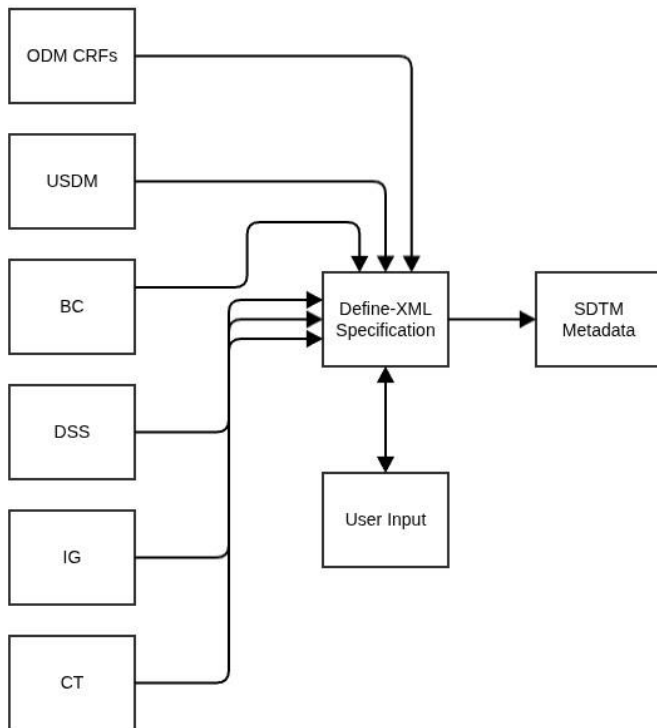 ODM CRFs
USDM
BC
Define-XML
Specification
SDTM
Metadata
DSS
User Input
IG
CT